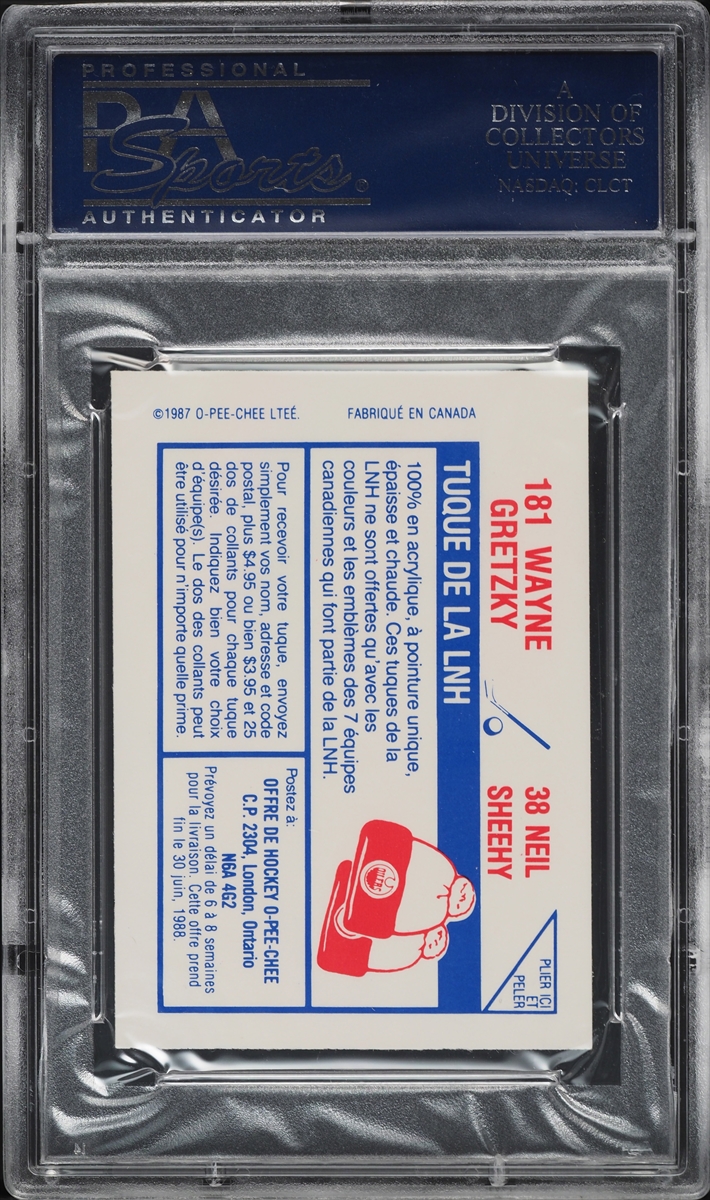 PROFESSIONAL
PSA
Sports®
AUTHENTICATOR
A
DIVISION OF
COLLECTORS
UNIVERSE
NASDAQ: CLCT
©1987 O-PEE-CHEE LTEÉ.
FABRIQUÉ EN CANADA
181 WAYNE
GRETZKY
38 NEIL
SHEEHY
PLIER ICI
ET
PELER
TUQUE DE LA LNH
100% en acrylique, à pointure unique,
épaisse et chaude. Ces tuques de la
LNH ne sont offertes qu'avec les
couleurs et les emblèmes des 7 équipes
canadiennes qui font partie de la LNH.
OILERS
Pour recevoir votre tuque, envoyez
simplement vos nom, adresse et code
postal, plus $4.95 ou bien $3.95 et 25
dos de collants pour chaque tuque
désirée. Indiquez bien votre choix
d'équipe(s). Le dos des collants peut
être utilisé pour n'importe quelle prime.
Postez à:
OFFRE DE HOCKEY O-PEE-CHEE
C.P. 2304, London, Ontario
N6A 4G2
Prévoyez un délai de 6 à 8 semaines
pour la livraison. Cette offre prend
fin le 30 juin, 1988.